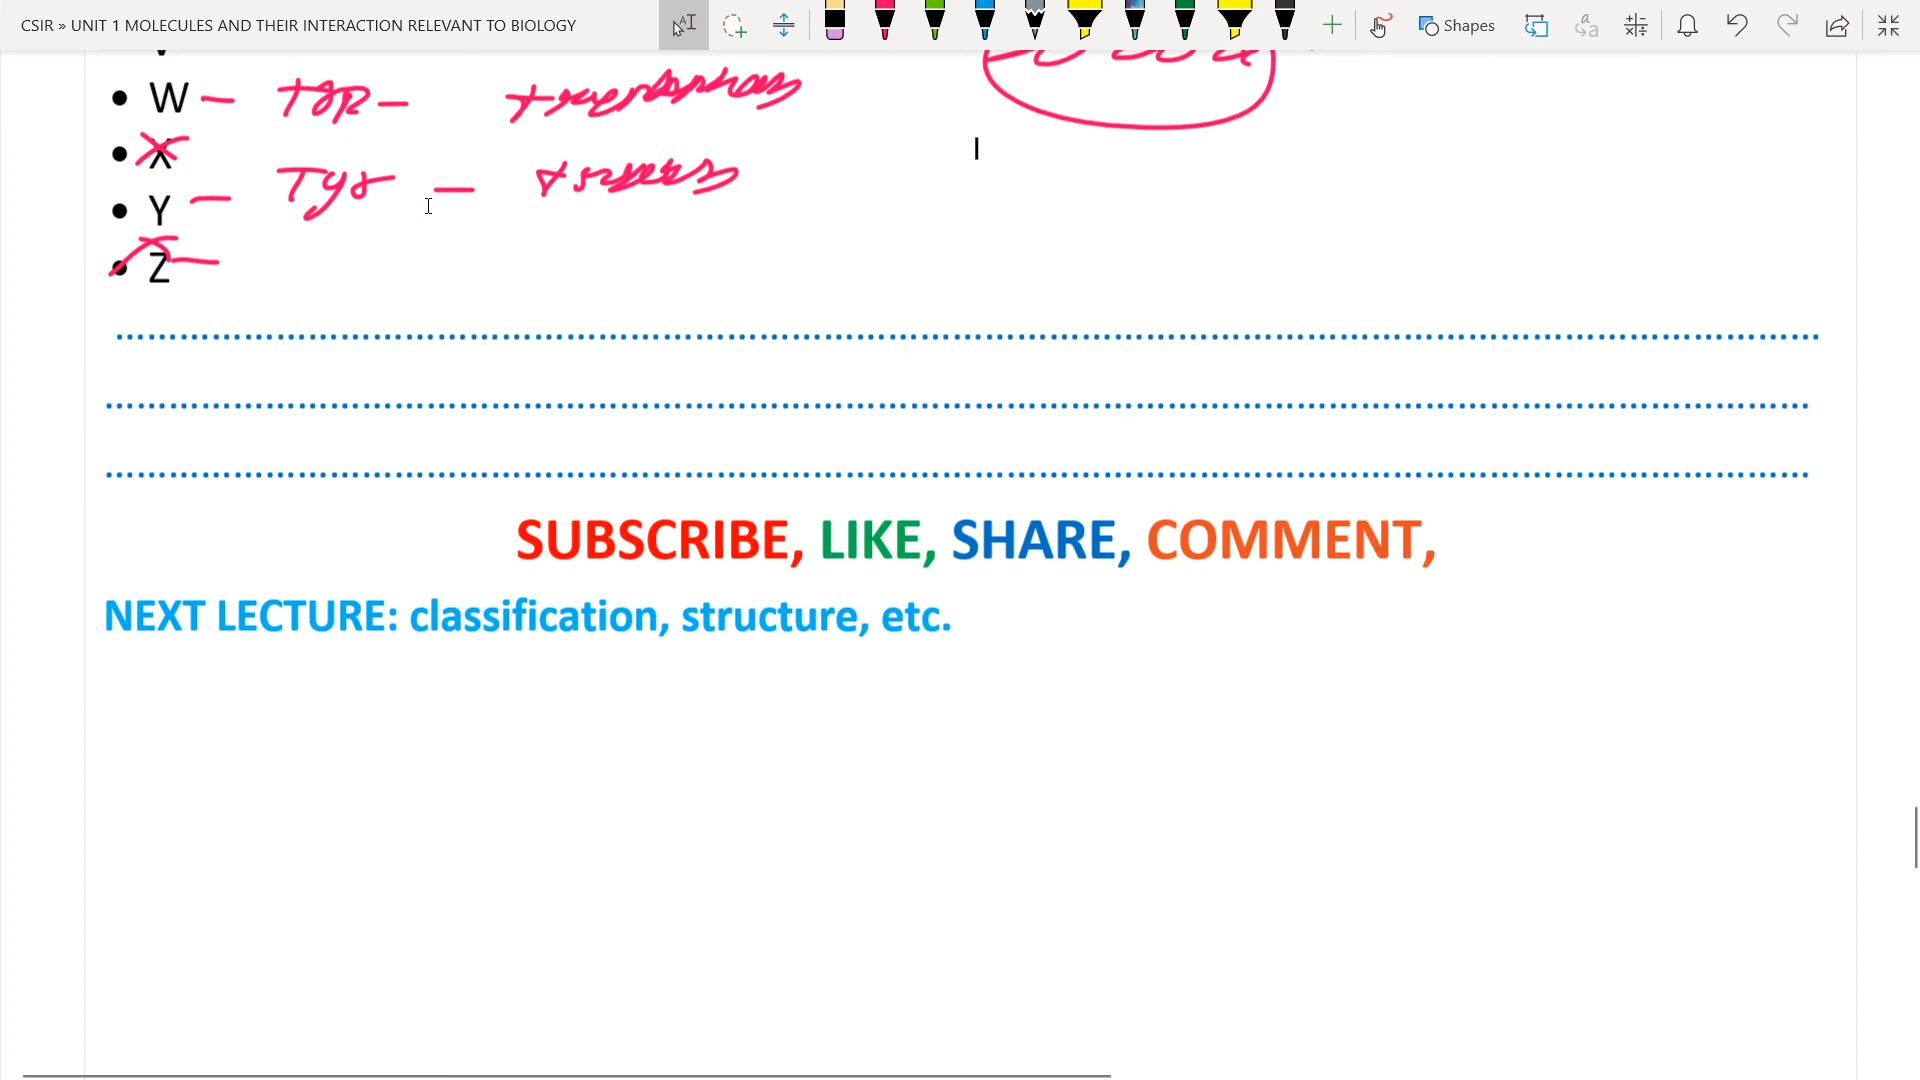 CSIR » UNIT 1 MOLECULES AND THEIR INTERACTION RELEVANT TO BIOLOGY
Shapes
• W — TRP —
• X
• Y — Tyr —
• Z —
SUBSCRIBE, LIKE, SHARE, COMMENT,
NEXT LECTURE: classification, structure, etc.